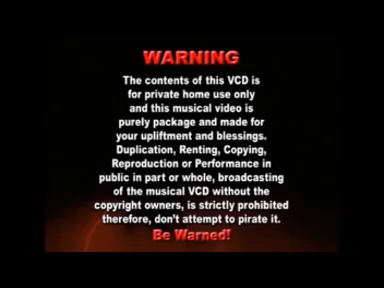 WARNING
The contents of this VCD is
for private home use only
and this musical video is
purely package and made for
your upliftment and blessings.
Duplication, Renting, Copying,
Reproduction or Performance in
public in part or whole, broadcasting
of the musical VCD without the
copyright owners, is strictly prohibited
therefore, don't attempt to pirate it.
Be Warned!